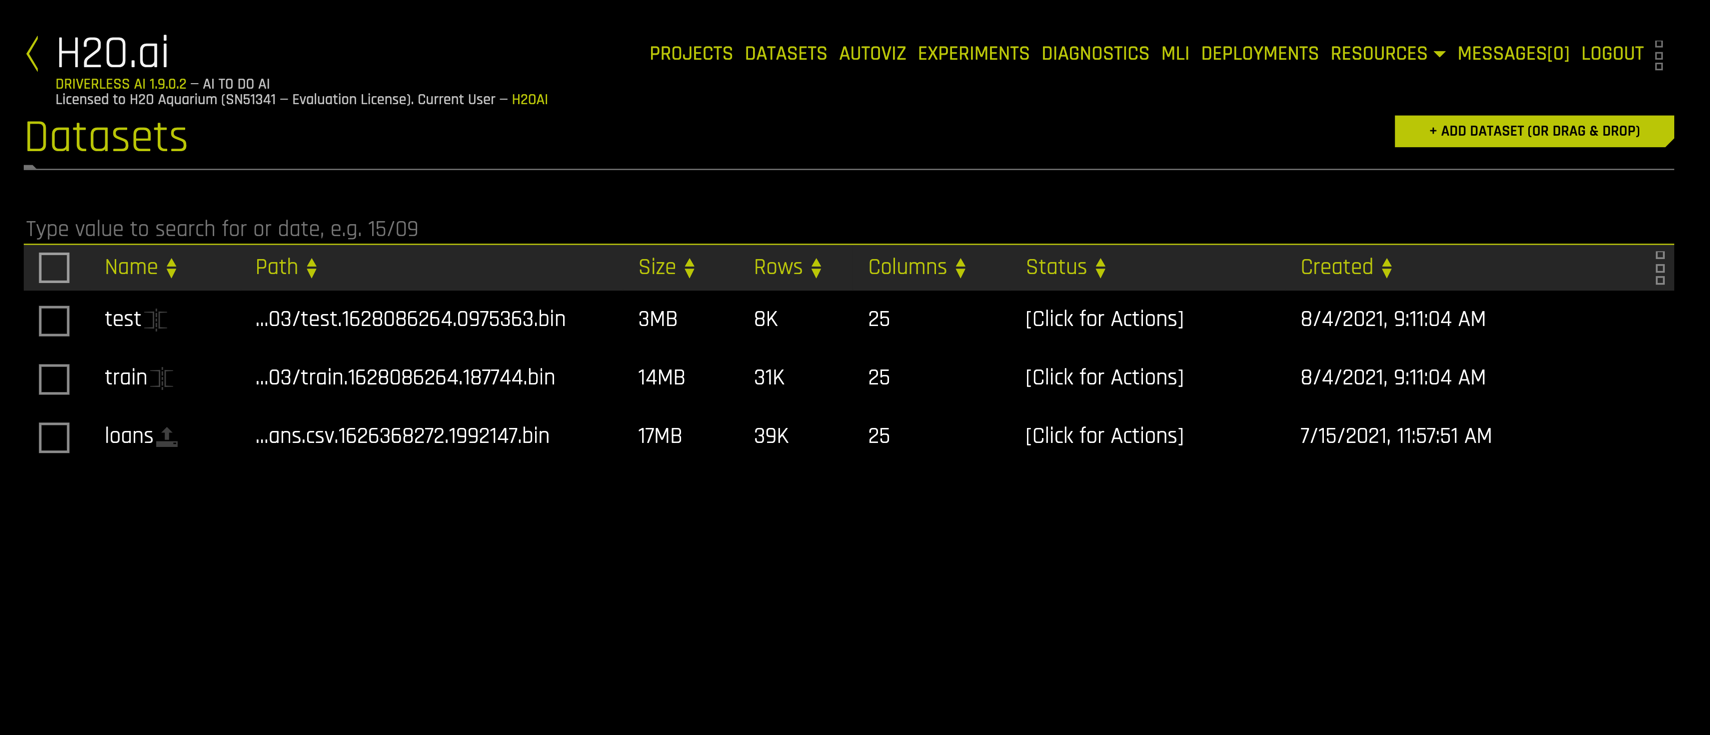 H2O.ai
PROJECTS DATASETS AUTOVIZ EXPERIMENTS DIAGNOSTICS MLI DEPLOYMENTS RESOURCES MESSAGES[0] LOGOUT
DRIVERLESS AI 1.9.0.2 – AI TO DO AI
Licensed to H2O Aquarium (SN51341 – Evaluation License). Current User – H2OAI
Datasets
+ ADD DATASET (OR DRAG & DROP)
Type value to search for or date, e.g. 15/09
Name Path Size Rows Columns Status Created
test ...03/test.1628086264.0975363.bin 3MB 8K 25 [Click for Actions] 8/4/2021, 9:11:04 AM
train ...03/train.1628086264.187744.bin 14MB 31K 25 [Click for Actions] 8/4/2021, 9:11:04 AM
loans ...ans.csv.1626368272.1992147.bin 17MB 39K 25 [Click for Actions] 7/15/2021, 11:57:51 AM